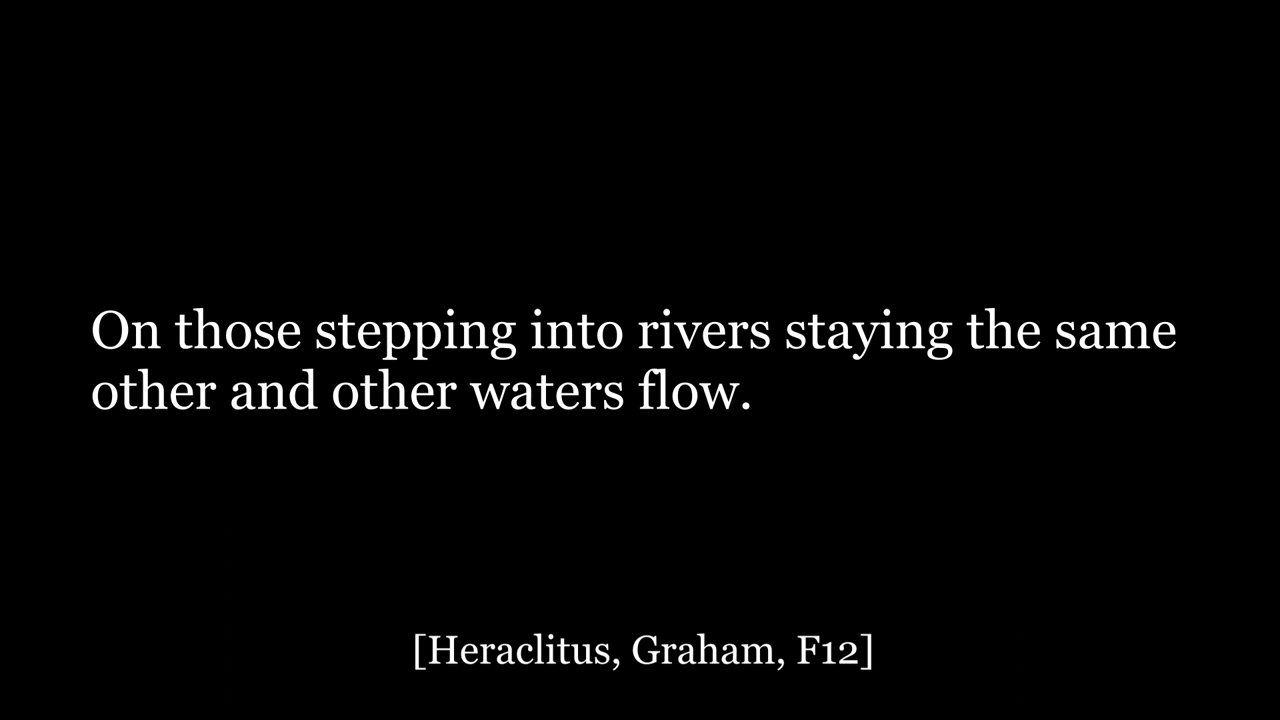 On those stepping into rivers staying the same
other and other waters flow.
[Heraclitus, Graham, F12]